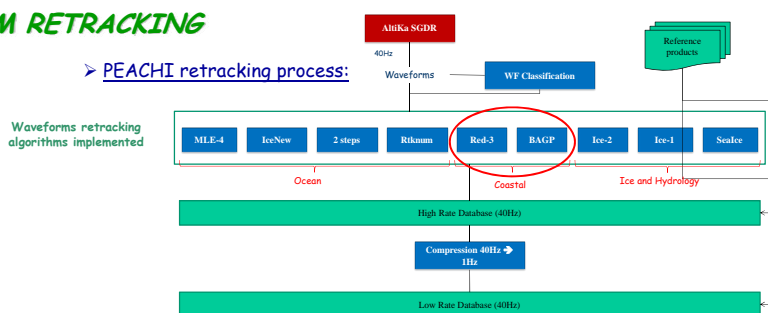 M RETRACKING
AltiKa SGDR
Reference
products
40Hz
➢ PEACHI retracking process:
Waveforms
WF Classification
Waveforms retracking
algorithms implemented
MLE-4
IceNew
2 steps
Rtknum
Red-3
BAGP
Ice-2
Ice-1
SeaIce
Ocean
Coastal
Ice and Hydrology
High Rate Database (40Hz)
Compression 40Hz ➔
1Hz
Low Rate Database (40Hz)